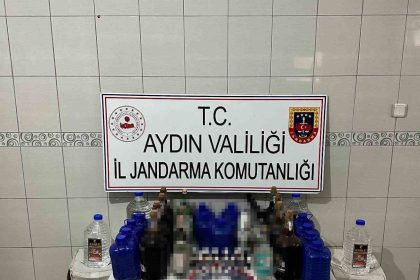 T.C.
AYDIN VALİLİĞİ
İL JANDARMA KOMUTANLIĞI